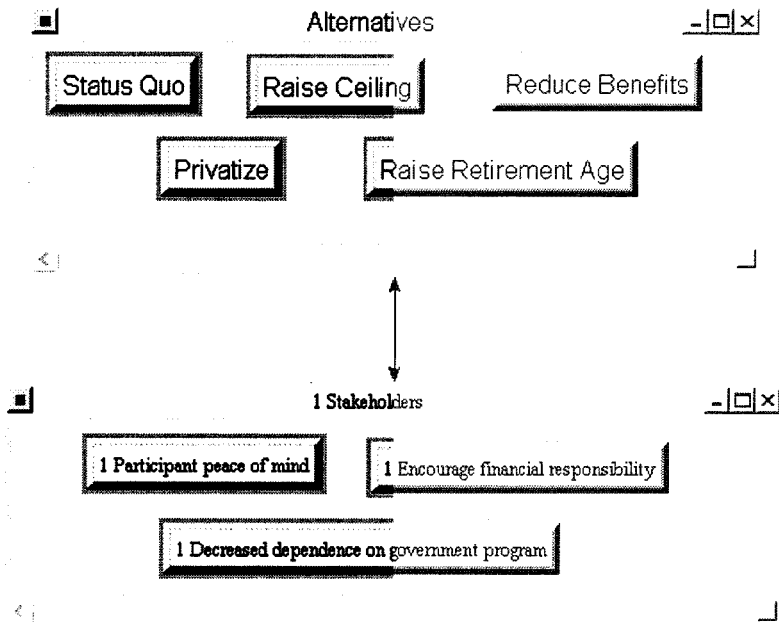 Alternatives
Status Quo
Raise Ceiling
Reduce Benefits
Privatize
Raise Retirement Age
1 Stakeholders
1 Participant peace of mind
1 Encourage financial responsibility
1 Decreased dependence on government program